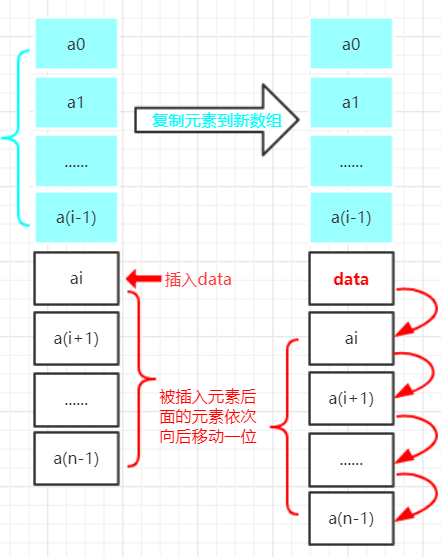 a0
a1
......
a(i-1)
ai
a(i+1)
......
a(n-1)
复制元素到新数组
插入data
被插入元素后
面的元素依次
向后移动一位
a0
a1
......
a(i-1)
data
ai
a(i+1)
......
a(n-1)